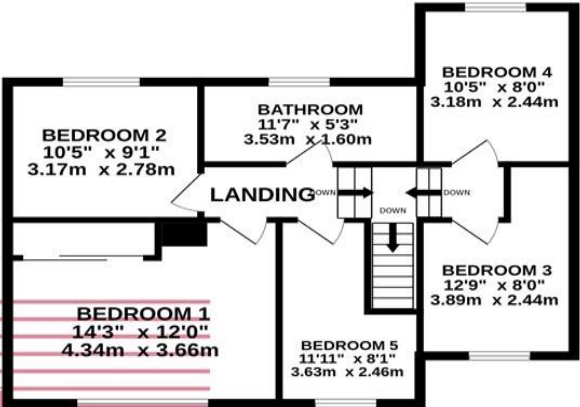 BEDROOM 4
10'5" x 8'0"
3.18m x 2.44m
BATHROOM
11'7" x 5'3"
3.53m x 1.60m
BEDROOM 2
10'5" x 9'1"
3.17m x 2.78m
LANDING
DOWN
DOWN
DOWN
BEDROOM 3
12'9" x 8'0"
3.89m x 2.44m
BEDROOM 1
14'3" x 12'0"
4.34m x 3.66m
BEDROOM 5
11'11" x 8'1"
3.63m x 2.46m